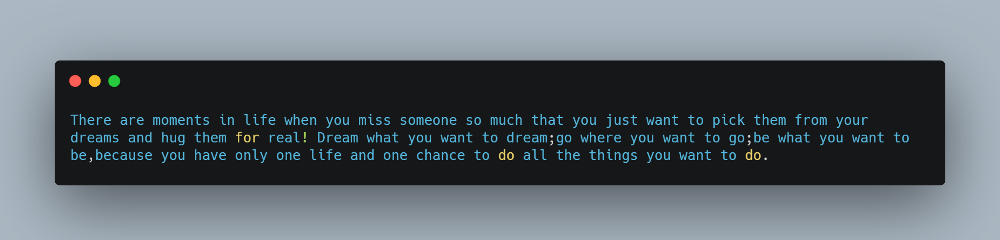 There are moments in life when you miss someone so much that you just want to pick them from your
dreams and hug them for real! Dream what you want to dream;go where you want to go;be what you want to
be,because you have only one life and one chance to do all the things you want to do.